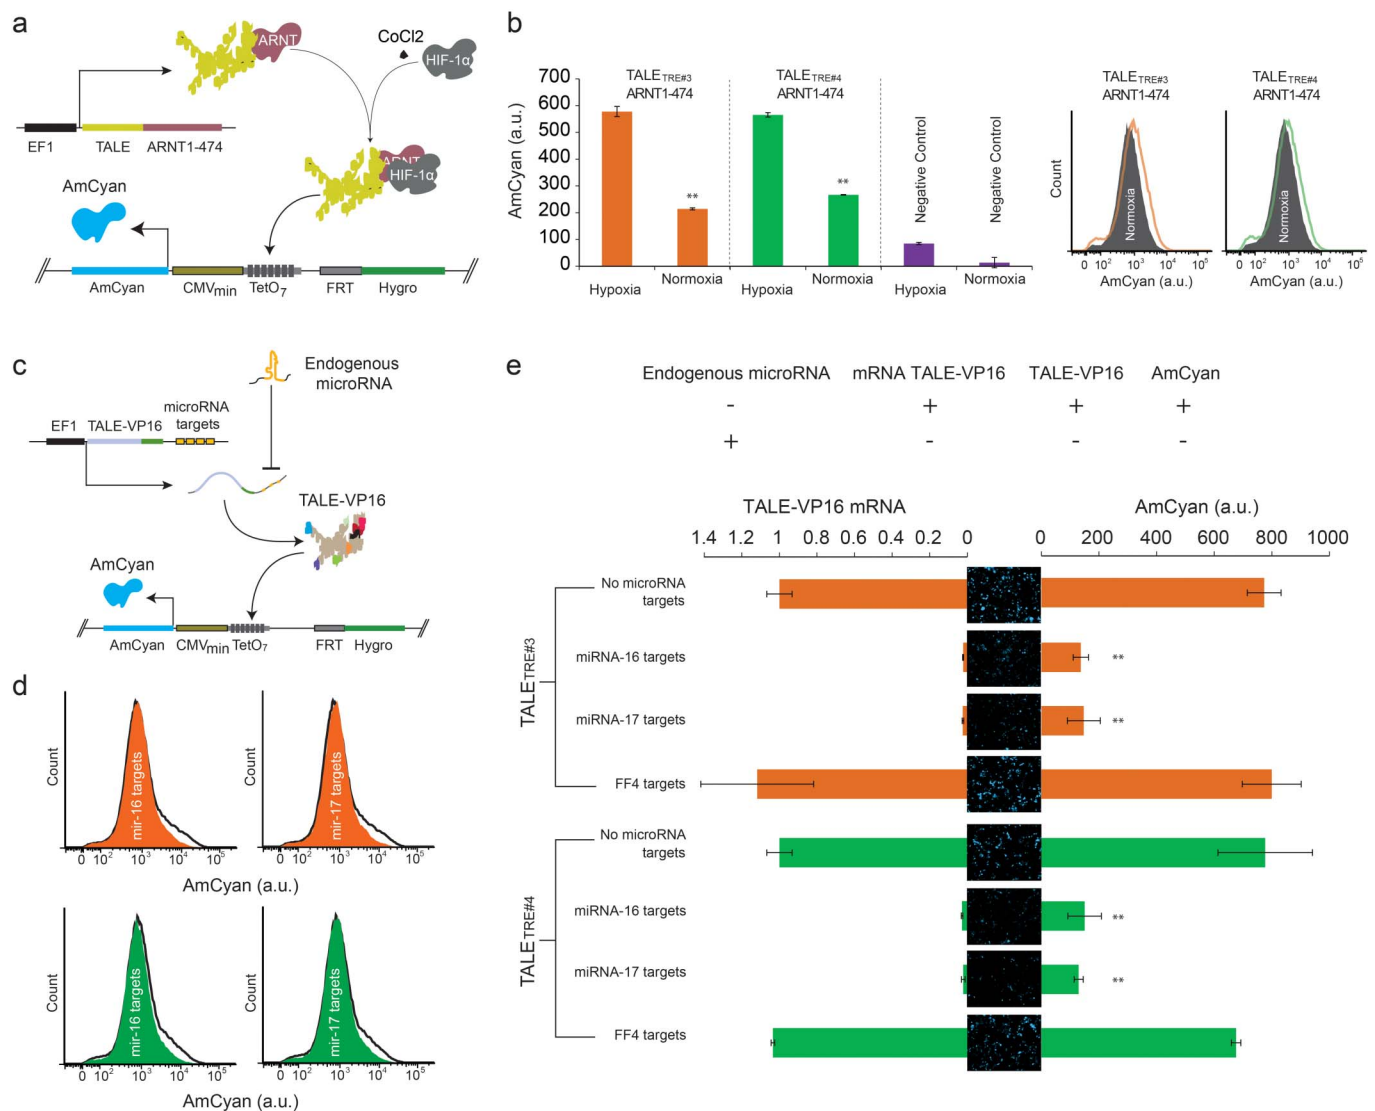 a
ARNT
CoCl2
HIF-1α
EF1
TALE
ARNT1-474
ARNT
HIF-1α
AmCyan
AmCyan
CMVmin
TetO7
FRT
Hygro
b
AmCyan (a.u.)
700
600
500
400
300
200
100
0
TALETRE#3
ARNT1-474
TALETRE#4
ARNT1-474
**
**
Negative Control
Negative Control
Hypoxia
Normoxia
Hypoxia
Normoxia
Hypoxia
Normoxia
TALETRE#3
ARNT1-474
TALETRE#4
ARNT1-474
Count
Normoxia
Normoxia
0 102 103 104 105
0 102 103 104 105
AmCyan (a.u.)
AmCyan (a.u.)
c
Endogenous
microRNA
microRNA
targets
EF1
TALE-VP16
TALE-VP16
AmCyan
AmCyan
CMVmin
TetO7
FRT
Hygro
d
Count
mir-16 targets
0 102 103 104 105
AmCyan (a.u.)
Count
mir-17 targets
0 102 103 104 105
AmCyan (a.u.)
Count
mir-16 targets
0 102 103 104 105
AmCyan (a.u.)
Count
mir-17 targets
0 102 103 104 105
AmCyan (a.u.)
e
Endogenous microRNA mRNA TALE-VP16 TALE-VP16 AmCyan
- + + +
+ - - -
TALE-VP16 mRNA
AmCyan (a.u.)
1.4 1.2 1 0.8 0.6 0.4 0.2 0
0 200 400 600 800 1000
TALETRE#3
No microRNA
targets
miRNA-16 targets
**
miRNA-17 targets
**
FF4 targets
TALETRE#4
No microRNA
targets
miRNA-16 targets
**
miRNA-17 targets
**
FF4 targets